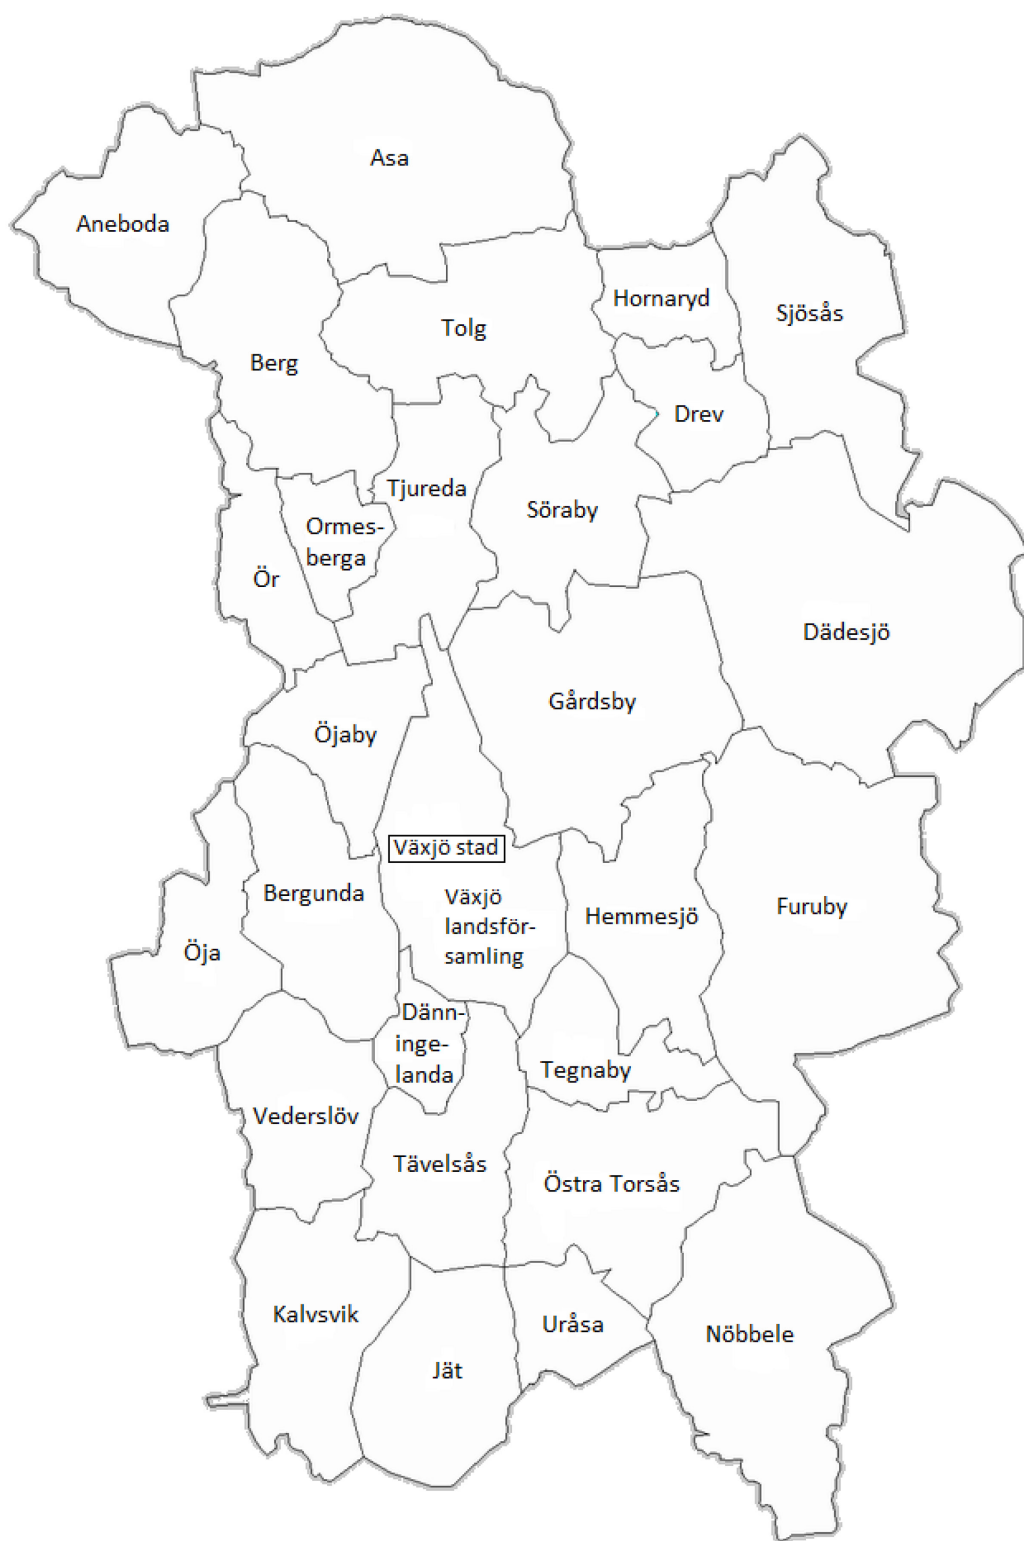 Asa
Aneboda
Hornaryd
Sjösås
Tolg
Berg
Drev
Tjureda
Söraby
Ormes-
berga
Ör
Dädesjö
Gårdsby
Öjaby
Växjö stad
Bergunda
Växjö
landsför-
samling
Hemmesjö
Furuby
Öja
Dänn-
inge-
landa
Tegnaby
Vederslöv
Tävelsås
Östra Torsås
Kalvsvik
Uråsa
Nöbbele
Jät